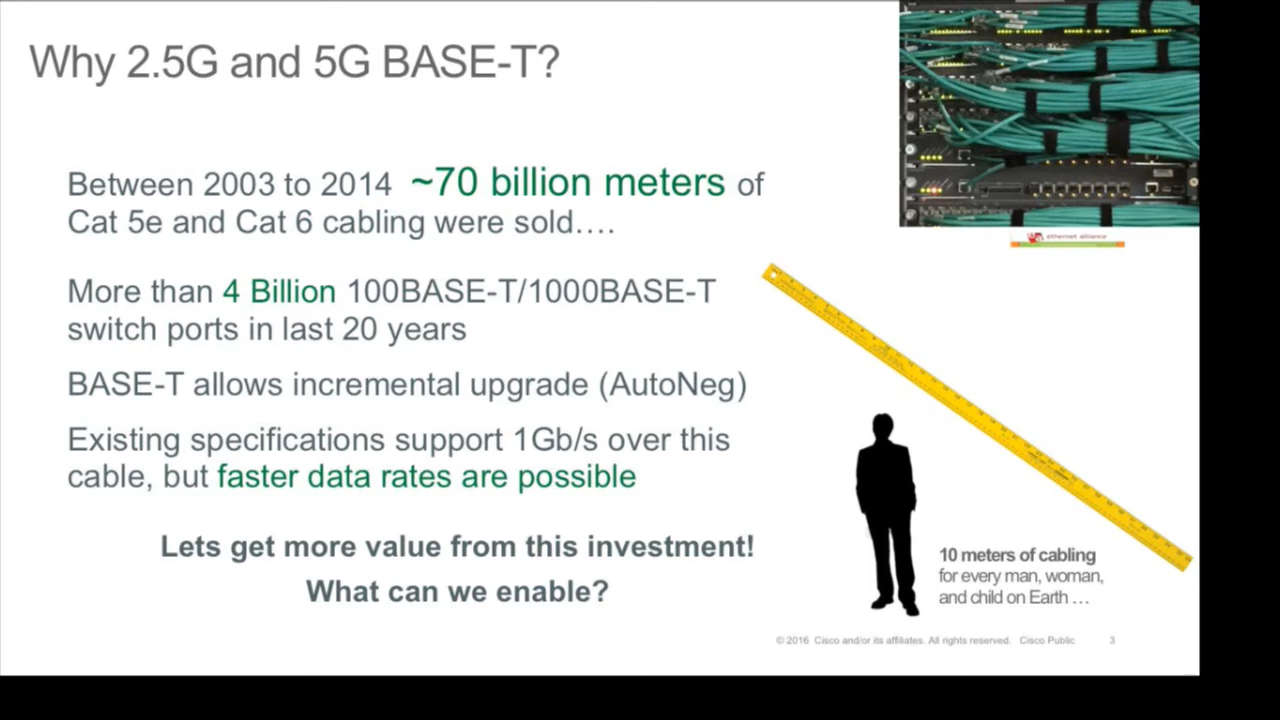 Why 2.5G and 5G BASE-T?
Between 2003 to 2014 ~70 billion meters of
Cat 5e and Cat 6 cabling were sold....
ethernet alliance
More than 4 Billion 100BASE-T/1000BASE-T
switch ports in last 20 years
BASE-T allows incremental upgrade (AutoNeg)
Existing specifications support 1Gb/s over this
cable, but faster data rates are possible
Lets get more value from this investment!
What can we enable?
10 meters of cabling
for every man, woman,
and child on Earth ...
© 2016 Cisco and/or its affiliates. All rights reserved. Cisco Public 3